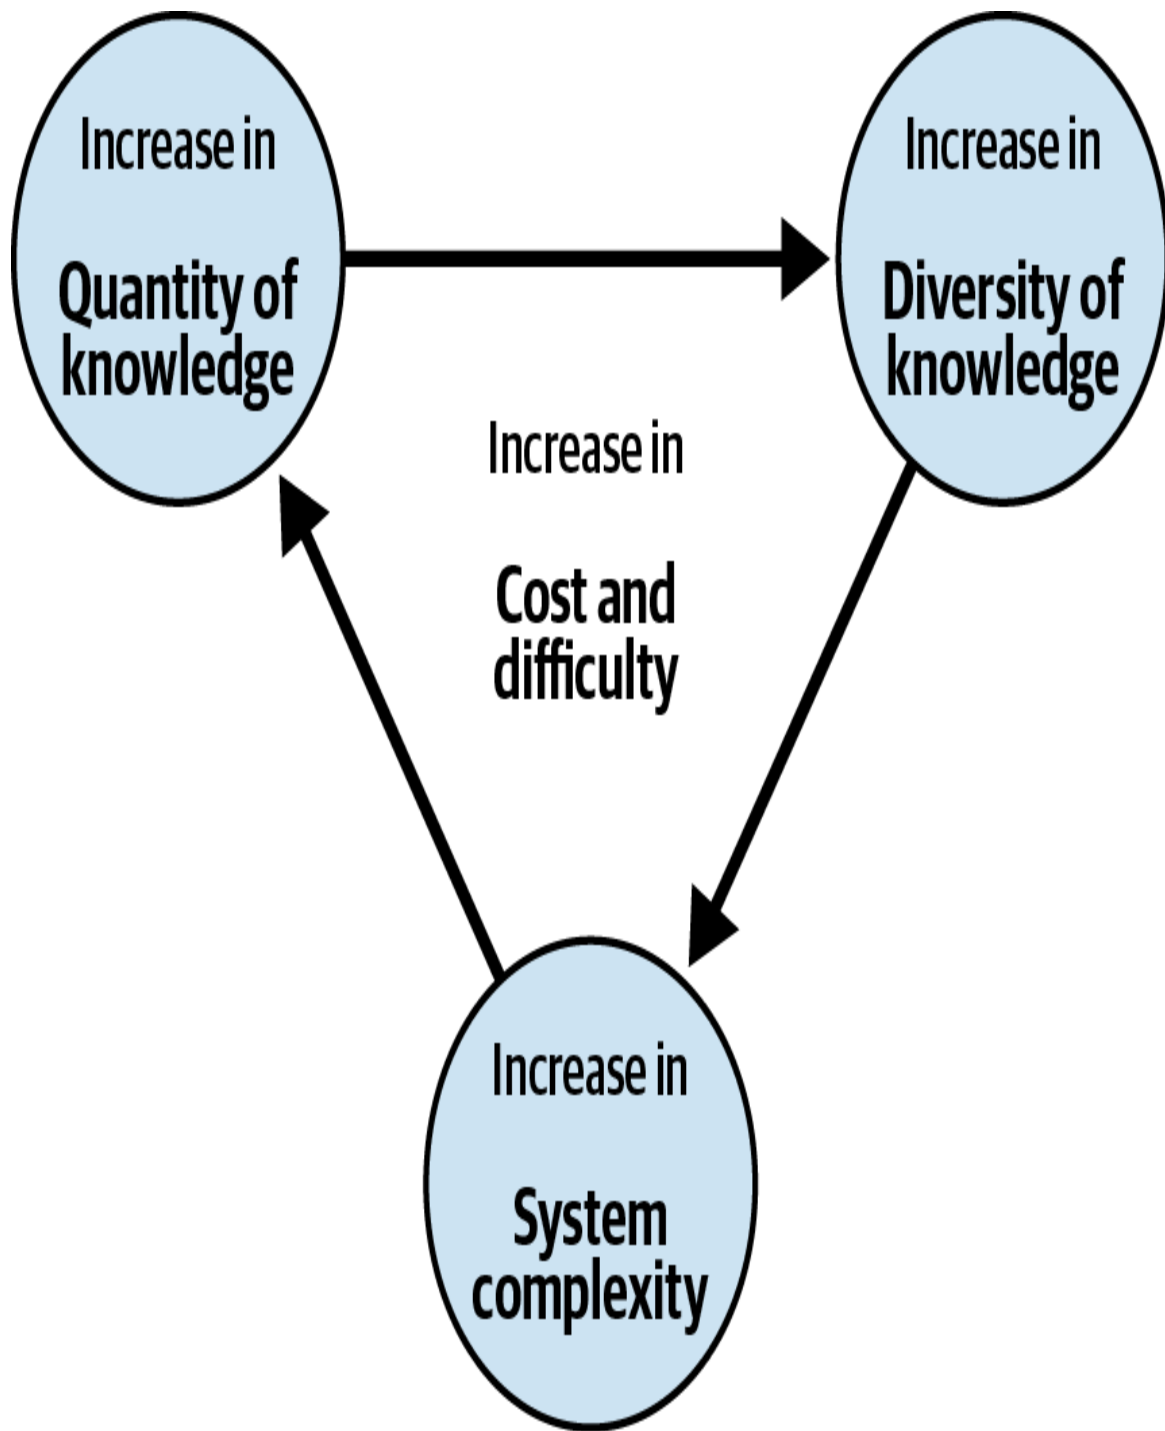 Increase in
Quantity of
knowledge
Increase in
Diversity of
knowledge
Increase in
Cost and
difficulty
Increase in
System
complexity